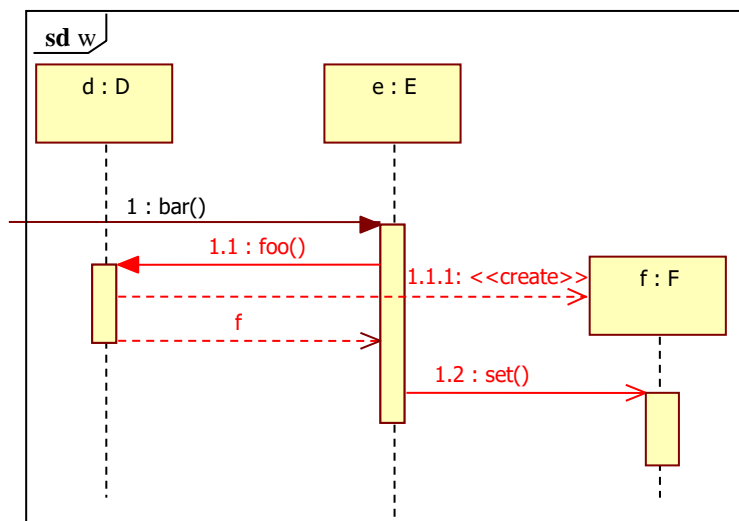 sd w
d : D
e : E
1 : bar()
1.1 : foo()
1.1.1: <<create>>
f : F
f
1.2 : set()